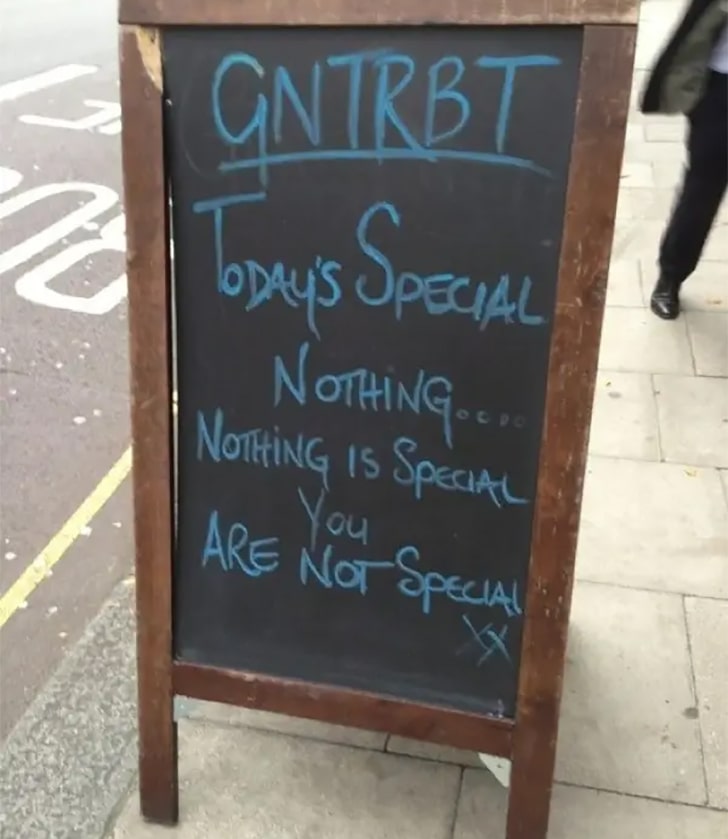 GNTRBT
TODAY'S SPECIAL
NOTHING....
NOTHING IS SPECIAL
YOU
ARE NOT SPECIAL
XX